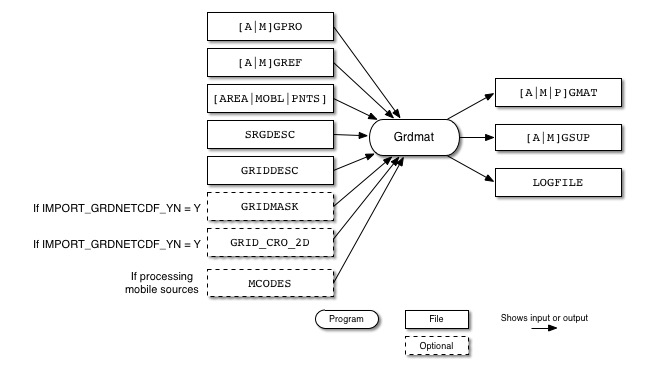 [A|M]GPRO
[A|M]GREF
[AREA|MOBL|PNTS]
SRGDESC
GRIDDESC
If IMPORT_GRDNETCDF_YN = Y
GRIDMASK
If IMPORT_GRDNETCDF_YN = Y
GRID_CRO_2D
If processing
mobile sources
MCODES
Grdmat
[A|M|P]GMAT
[A|M]GSUP
LOGFILE
Program
File
Shows input or output
Optional